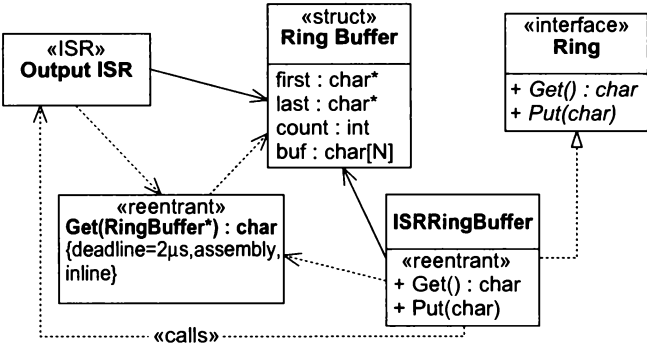 «ISR»
Output ISR
«struct»
Ring Buffer
first : char*
last : char*
count : int
buf : char[N]
«interface»
Ring
+ Get() : char
+ Put(char)
«reentrant»
Get(RingBuffer*) : char
{deadline=2μs,assembly,
inline}
ISRRingBuffer
«reentrant»
+ Get() : char
+ Put(char)
«calls»